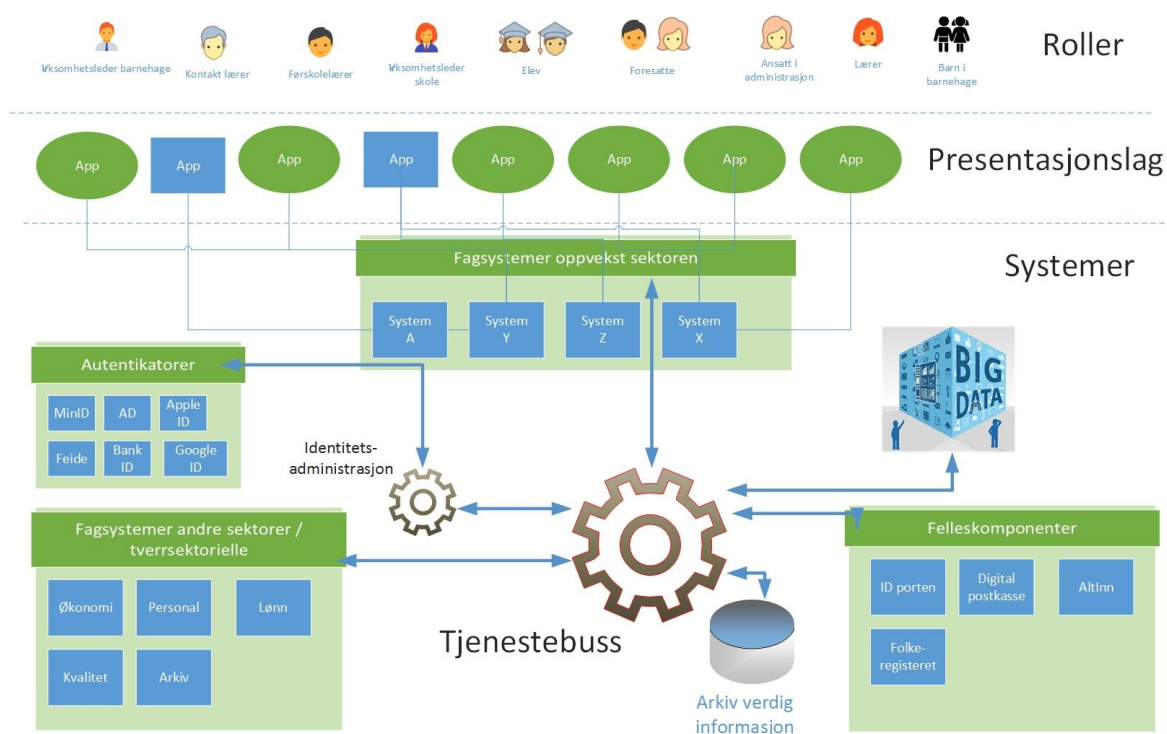 Roller
Virksomhetsleder barnehage
Kontakt lærer
Førskolelærer
Virksomhetsleder
skole
Elev
Foresatte
Ansatt i
administrasjon
Lærer
Barn i
barnehage
App
App
App
App
App
App
App
App
Presentasjonslag
Systemer
Fagsystemer oppvekst sektoren
System
A
System
Y
System
Z
System
X
Autentikatorer
MinID
AD
Apple
ID
Feide
Bank
ID
Google
ID
Identitets-
administrasjon
BIG
DATA
Fagsystemer andre sektorer /
tverrsektorielle
Økonomi
Personal
Lønn
Kvalitet
Arkiv
Tjenestebuss
Arkiv verdig
informasjon
Felleskomponenter
ID porten
Digital
postkasse
AltInn
Folke-
registeret